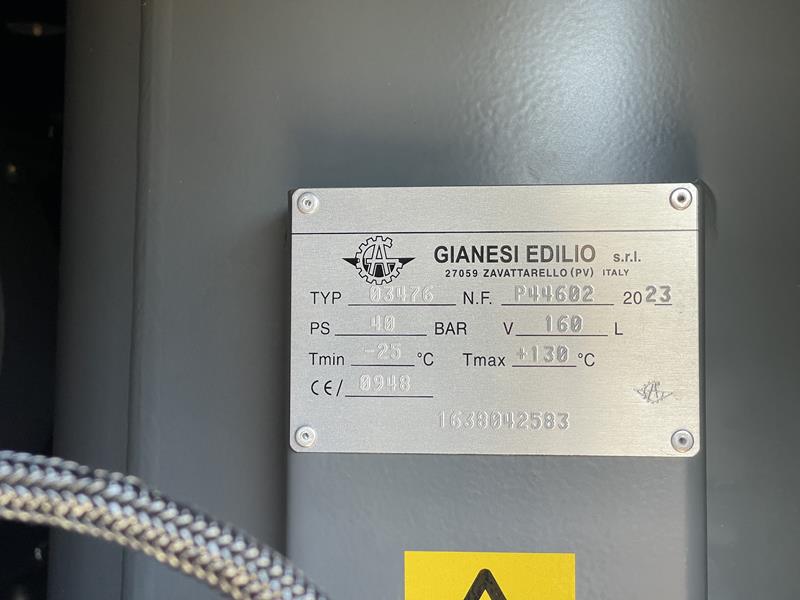 GIANESI EDILIO s.r.l.
27059 ZAVATTARELLO (PV) ITALY
TYP 03476 N.F. P44602 2023
PS 40 BAR V 160 L
Tmin -25 °C Tmax +130 °C
CE/ 0948
1638042583